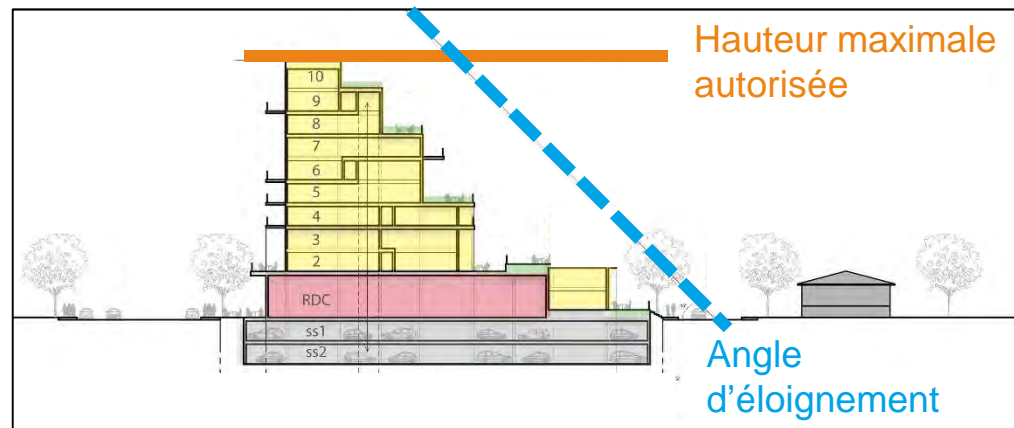 Hauteur maximale
autorisée
10
9
8
7
6
5
4
3
2
RDC
ss1
ss2
Angle
d'éloignement